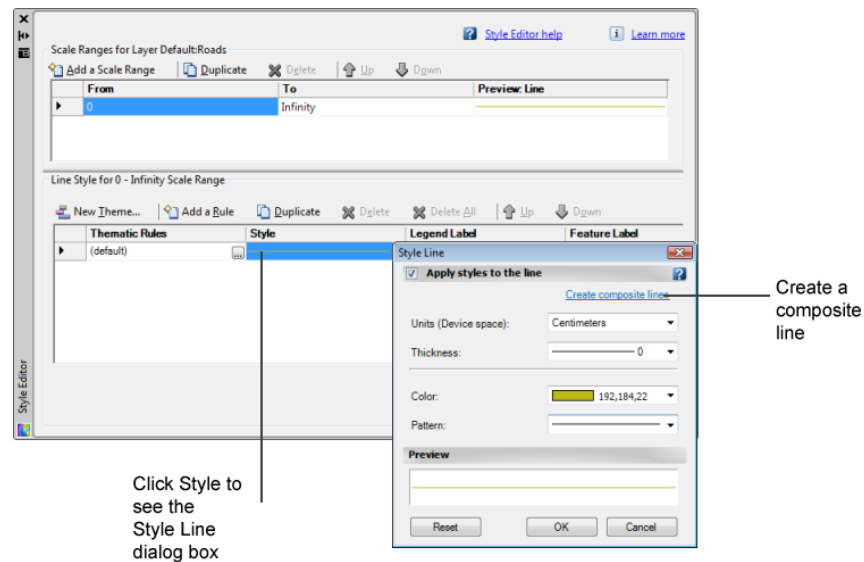 Style Editor help
Learn more
Scale Ranges for Layer Default:Roads
Add a Scale Range Duplicate Delete Up Down
From To Preview: Line
0 Infinity
Line Style for 0 - Infinity Scale Range
New Theme... Add a Rule Duplicate Delete Delete All Up Down
Thematic Rules Style Legend Label Feature Label
(default) ...
Style Editor
Style Line
Apply styles to the line
Create composite lines
Units (Device space): Centimeters
Thickness: 0
Color: 192,184,22
Pattern:
Preview
Reset OK Cancel
Create a
composite
line
Click Style to
see the
Style Line
dialog box